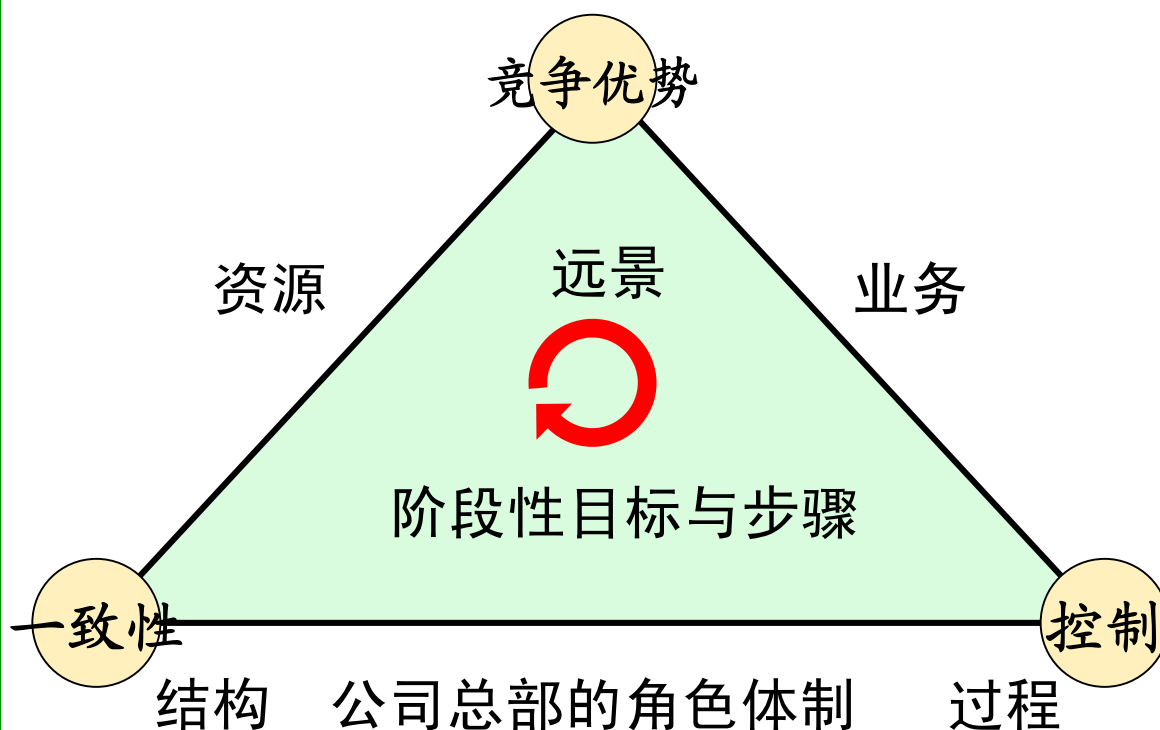 竞争优势
远景
资源
业务
阶段性目标与步骤
一致性
控制
结构 公司总部的角色体制 过程